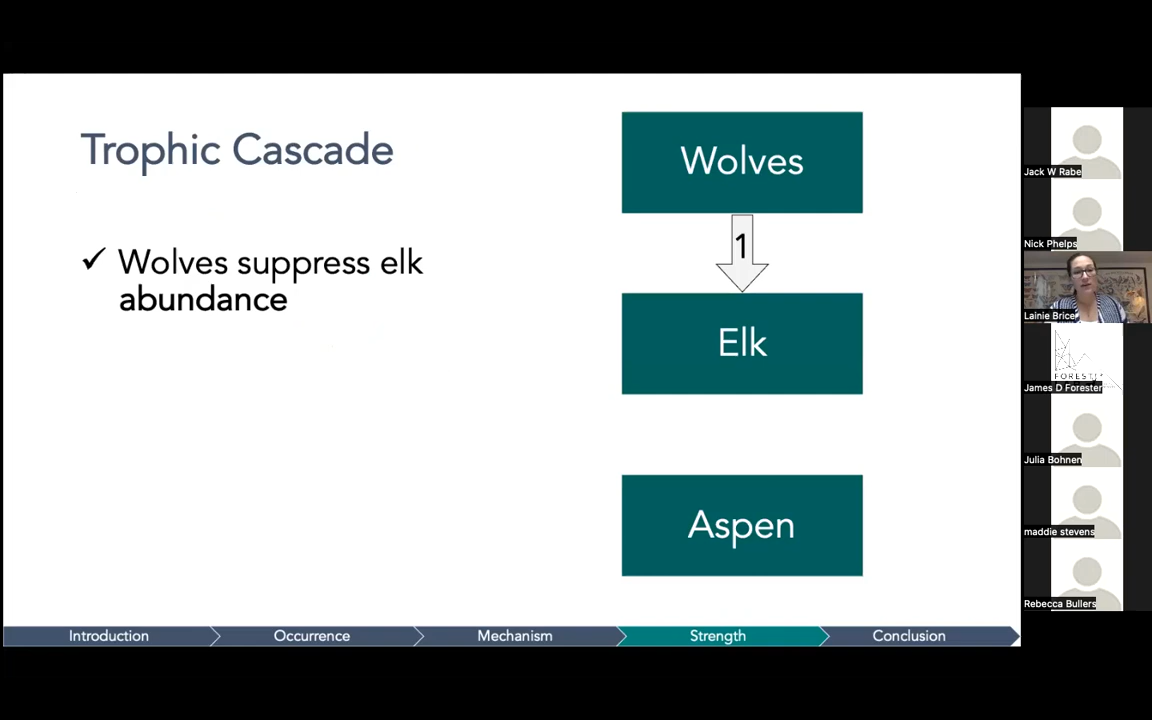 Trophic Cascade
✓ Wolves suppress elk
abundance
Wolves
1
Elk
Aspen
Introduction
Occurrence
Mechanism
Strength
Conclusion
Jack W Rabe
Nick Phelps
Lainie Brice
FOREST
James D Forester
Julia Bohnen
maddie stevens
Rebecca Bullers